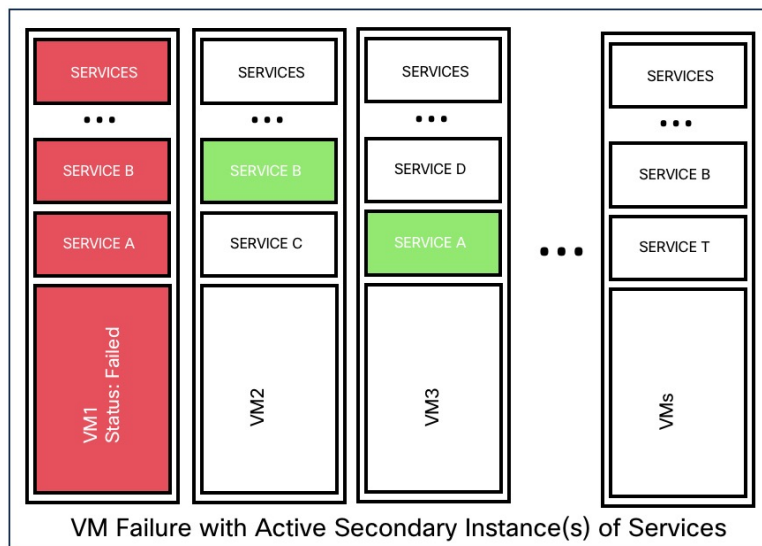 SERVICES
...
SERVICE B
SERVICE A
VM1
Status: Failed
SERVICES
...
SERVICE B
SERVICE C
VM2
SERVICES
...
SERVICE D
SERVICE A
VM3
...
SERVICES
...
SERVICE B
SERVICE T
VMs
VM Failure with Active Secondary Instance(s) of Services